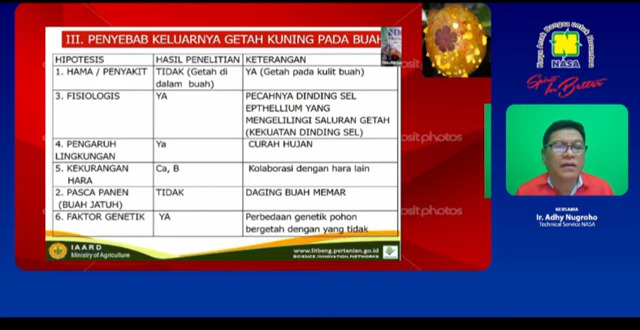 III. PENYEBAB KELUARNYA GETAH KUNING PADA BUAH
HIPOTESIS HASIL PENELITIAN KETERANGAN
1. HAMA / PENYAKIT TIDAK (Getah di dalam buah) YA (Getah pada kulit buah)
3. FISIOLOGIS YA PECAHNYA DINDING SEL
EPTHELLIUM YANG
MENGELILINGI SALURAN GETAH
(KEKUATAN DINDING SEL)
4. PENGARUH LINGKUNGAN Ya CURAH HUJAN
5. KEKURANGAN HARA Ca, B Kolaborasi dengan hara lain
2. PASCA PANEN (BUAH JATUH) TIDAK DAGING BUAH MEMAR
6. FAKTOR GENETIK YA Perbedaan genetik pohon
bergetah dengan yang tidak
IAARD
Ministry of Agriculture
www.litbang.pertanian.go.id
SCIENCE.INNOVATION.NETWORKS
depositphotos
ositphotos
ositphotos
NASA
BERSAMA
Ir. Adhy Nugroho
Technical Service NASA